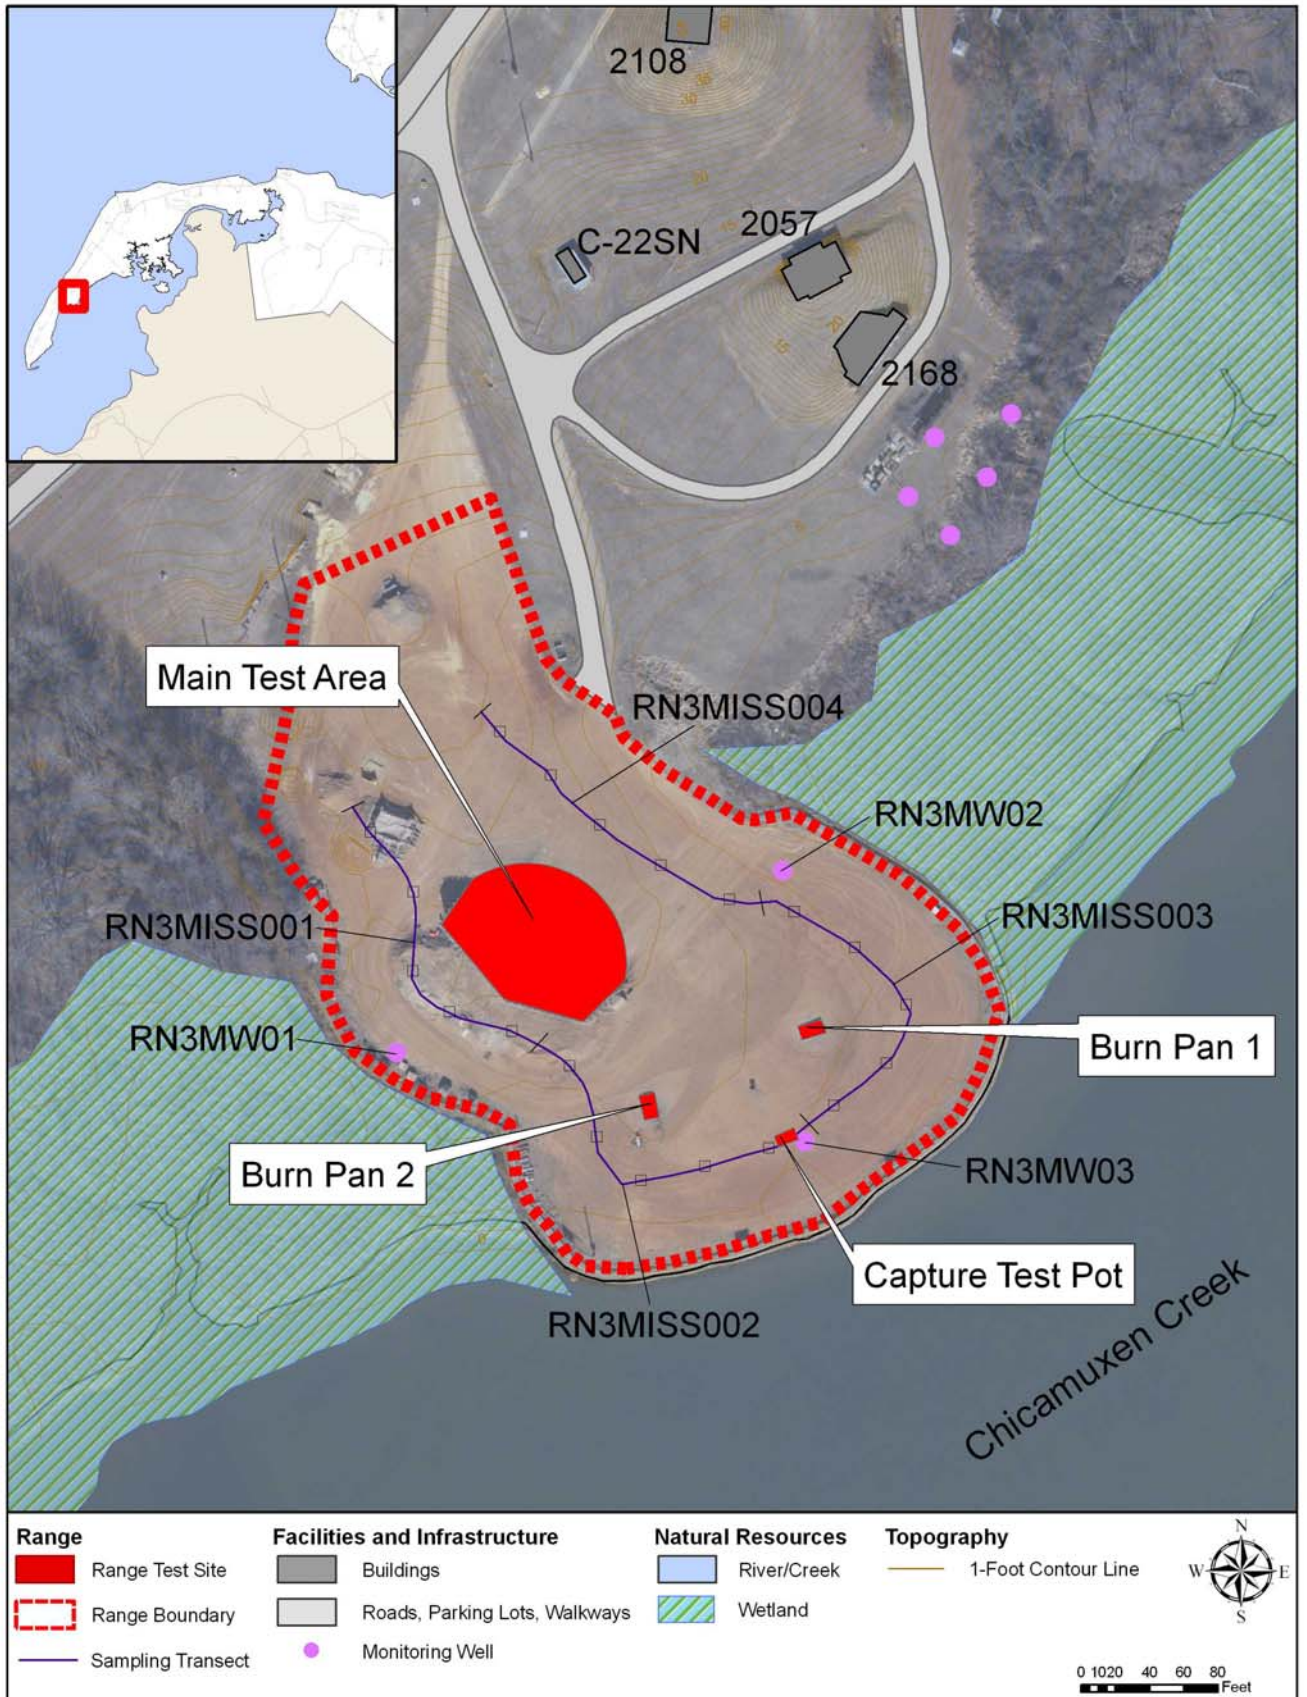 2108
2057
C-22SN
2168
Main Test Area
RN3MISS004
RN3MW02
RN3MISS003
RN3MISS001
RN3MW01
Burn Pan 1
Burn Pan 2
RN3MW03
Capture Test Pot
RN3MISS002
Chicamuxen Creek
Range
Range Test Site
Range Boundary
Sampling Transect
Facilities and Infrastructure
Buildings
Roads, Parking Lots, Walkways
Monitoring Well
Natural Resources
River/Creek
Wetland
Topography
1-Foot Contour Line
N
W E
S
0 10 20 40 60 80
Feet